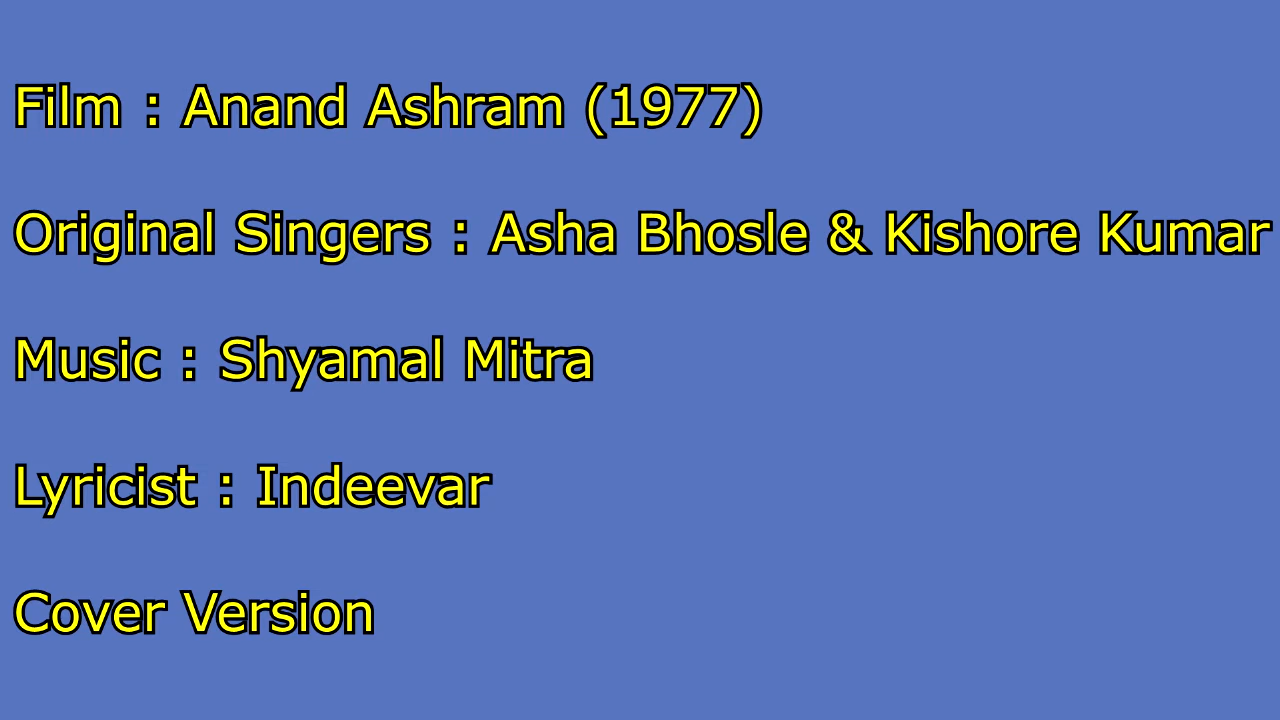 Film : Anand Ashram (1977)
Original Singers : Asha Bhosle & Kishore Kumar
Music : Shyamal Mitra
Lyricist : Indeevar
Cover Version